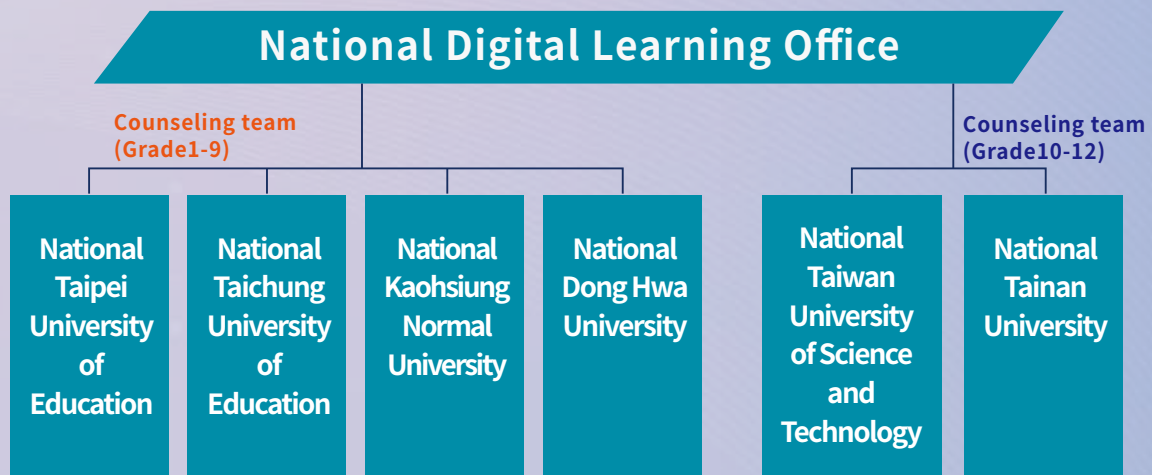 National Digital Learning Office
Counseling team
(Grade1-9)
Counseling team
(Grade10-12)
National
Taipei
University
of
Education
National
Taichung
University
of
Education
National
Kaohsiung
Normal
University
National
Dong Hwa
University
National
Taiwan
University
of Science
and
Technology
National
Tainan
University